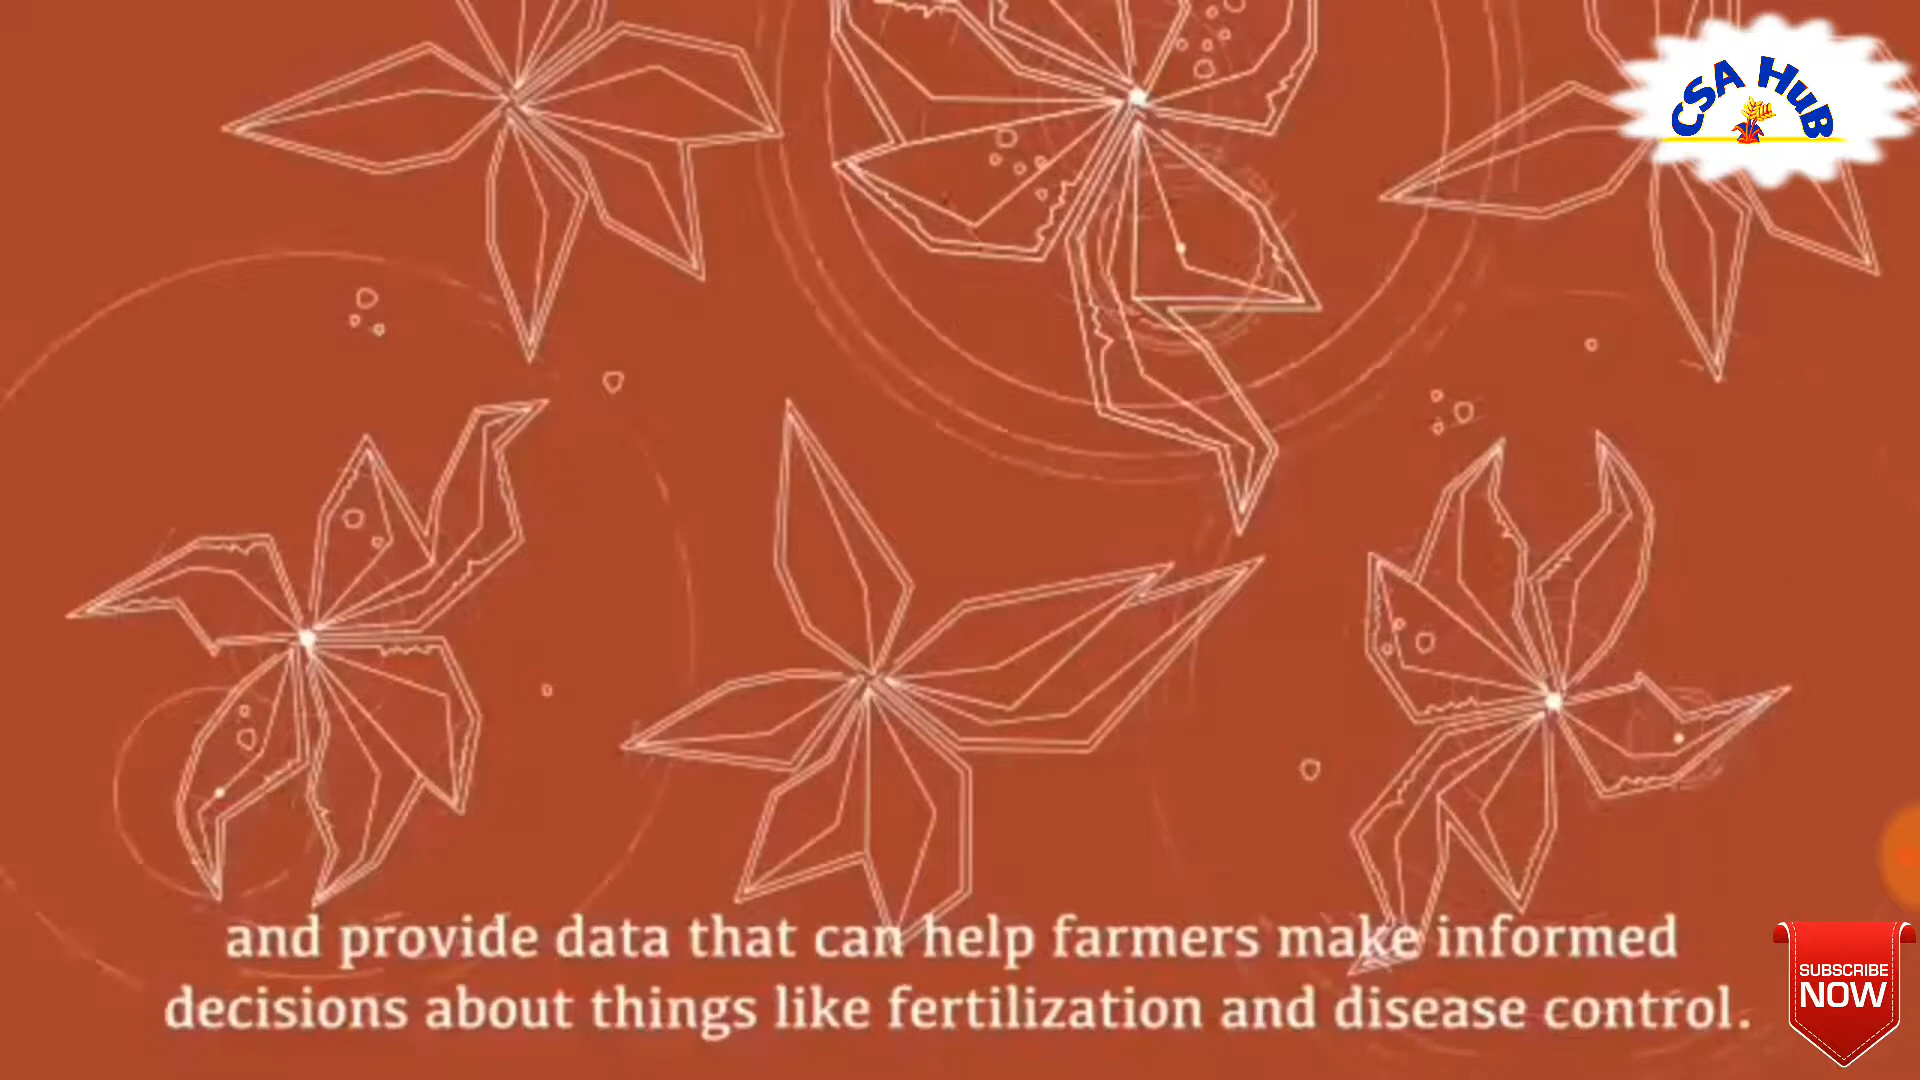 CSA HuB
and provide data that can help farmers make informed
decisions about things like fertilization and disease control.
SUBSCRIBE
NOW